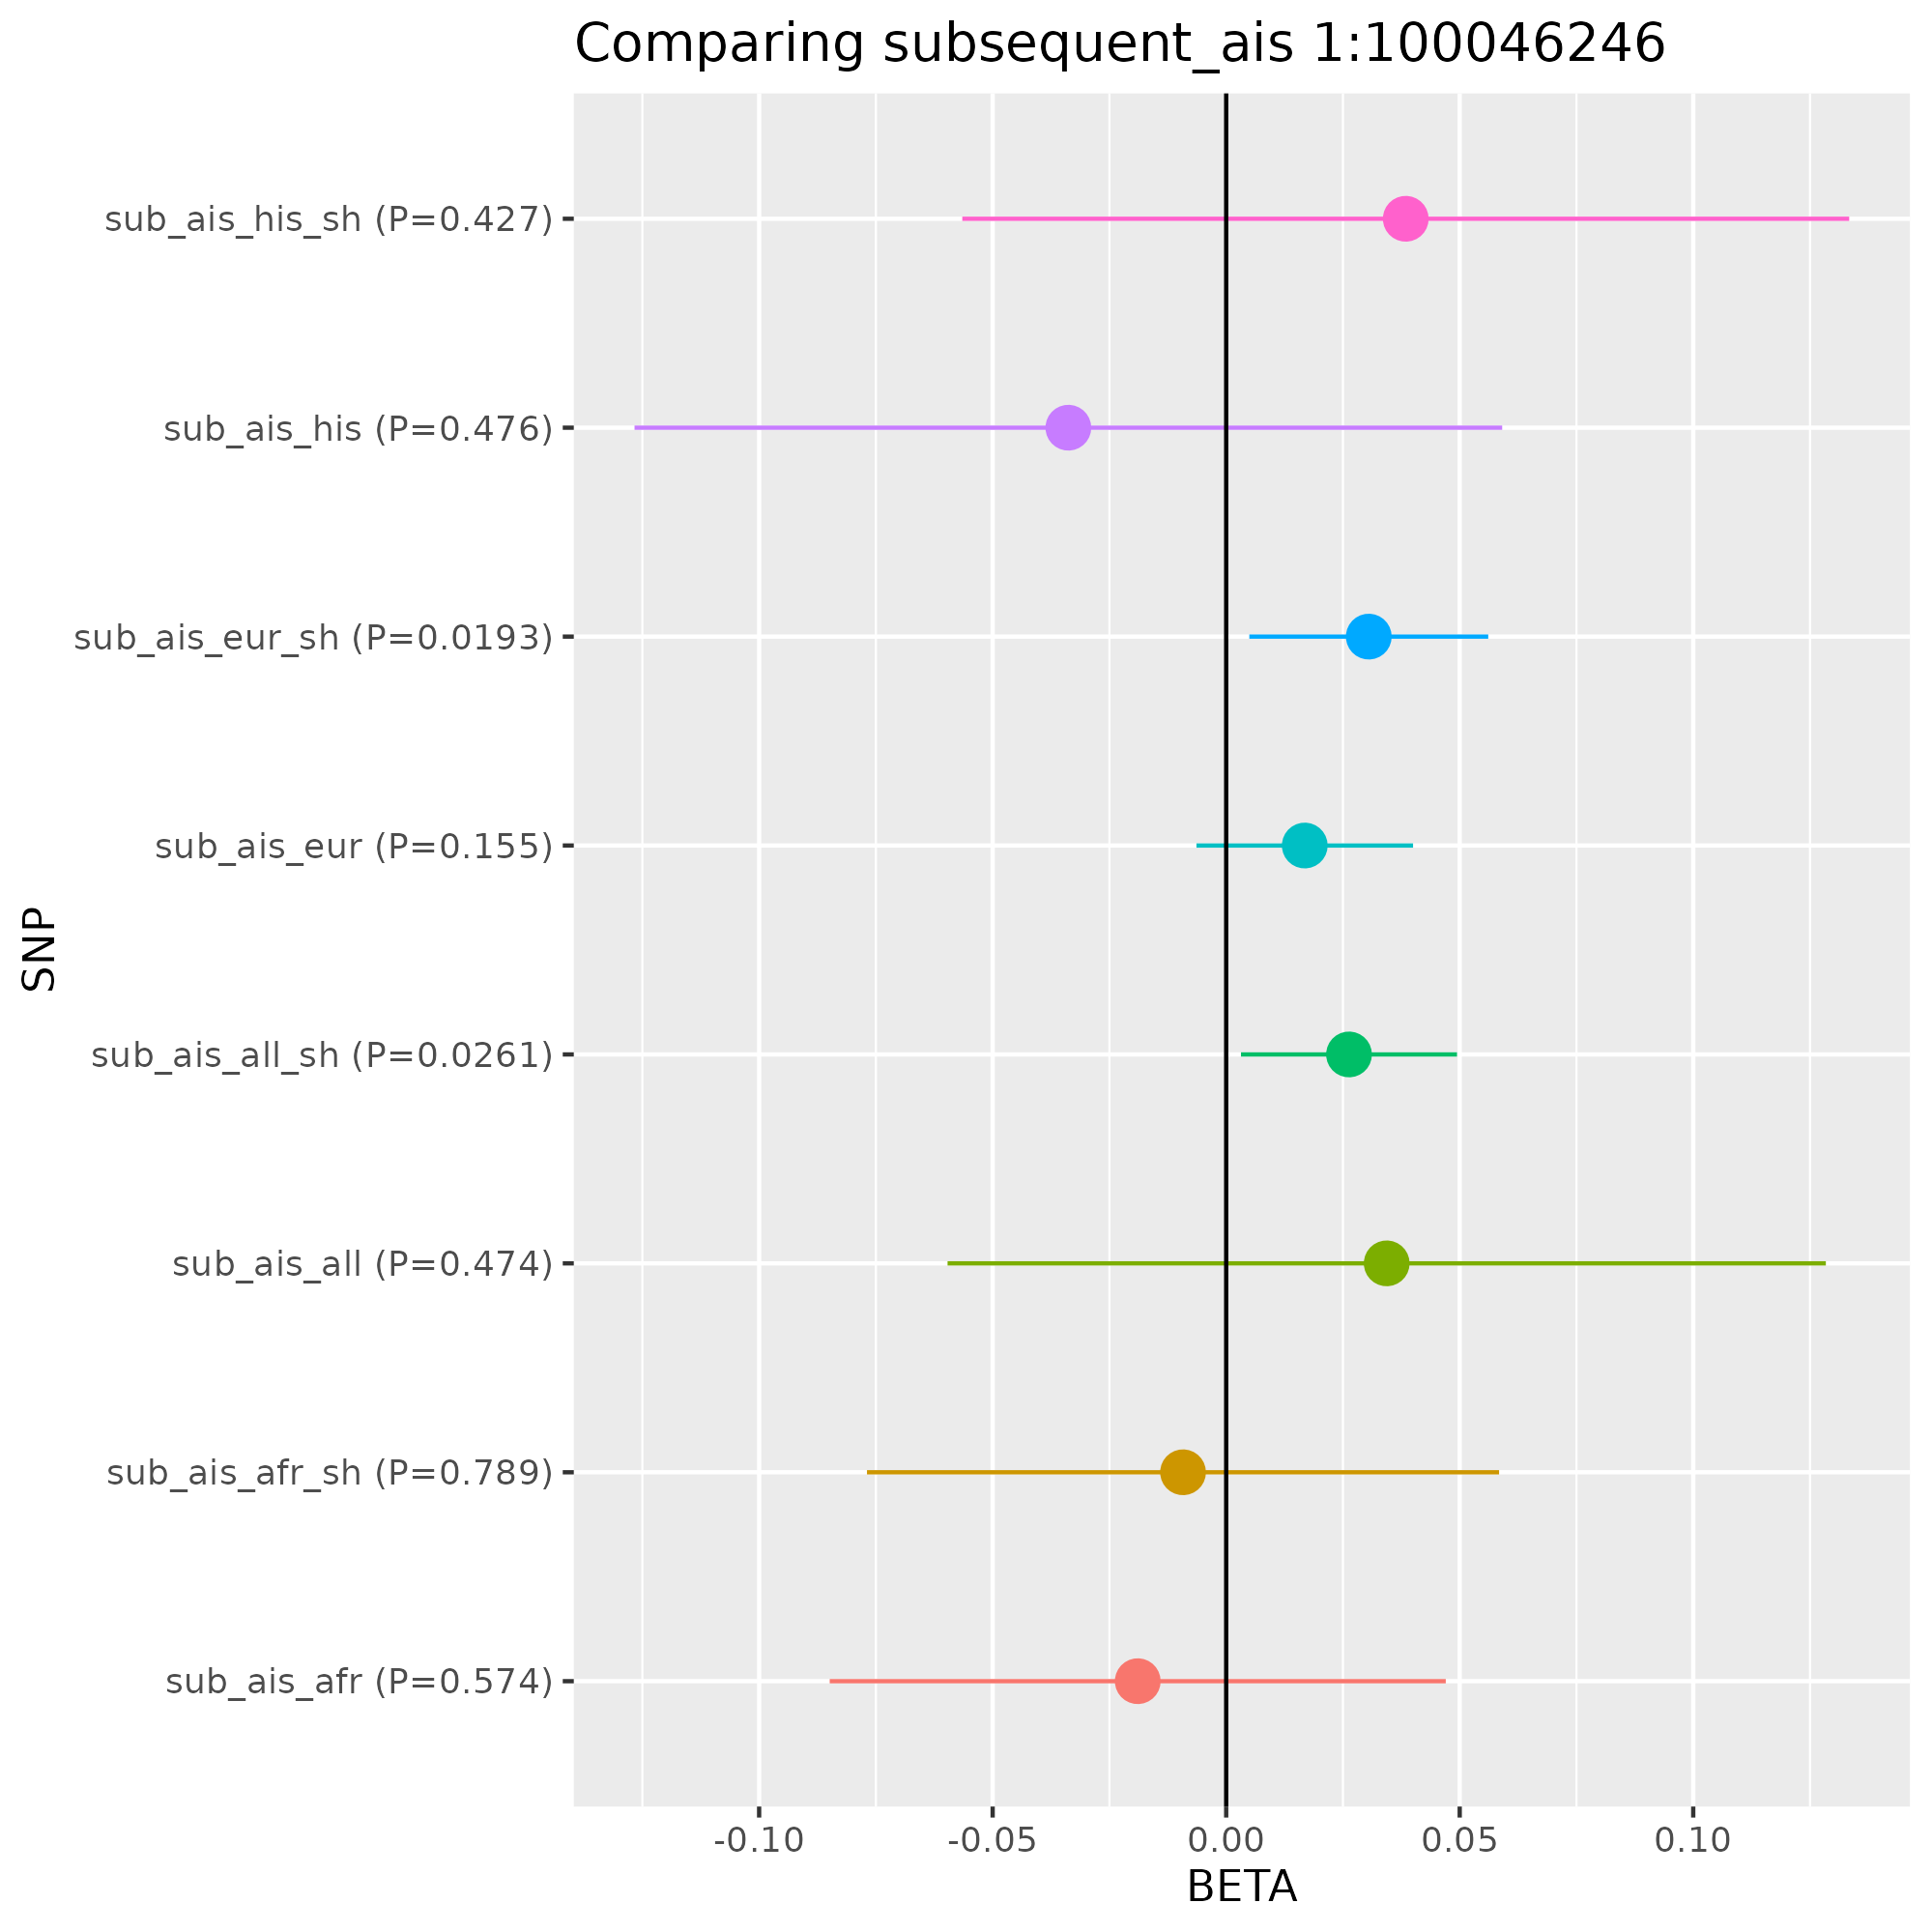 Comparing subsequent_ais 1:100046246
sub_ais_his_sh (P=0.427)
sub_ais_his (P=0.476)
sub_ais_eur_sh (P=0.0193)
sub_ais_eur (P=0.155)
SNP
sub_ais_all_sh (P=0.0261)
sub_ais_all (P=0.474)
sub_ais_afr_sh (P=0.789)
sub_ais_afr (P=0.574)
-0.10 -0.05 0.00 0.05 0.10
BETA